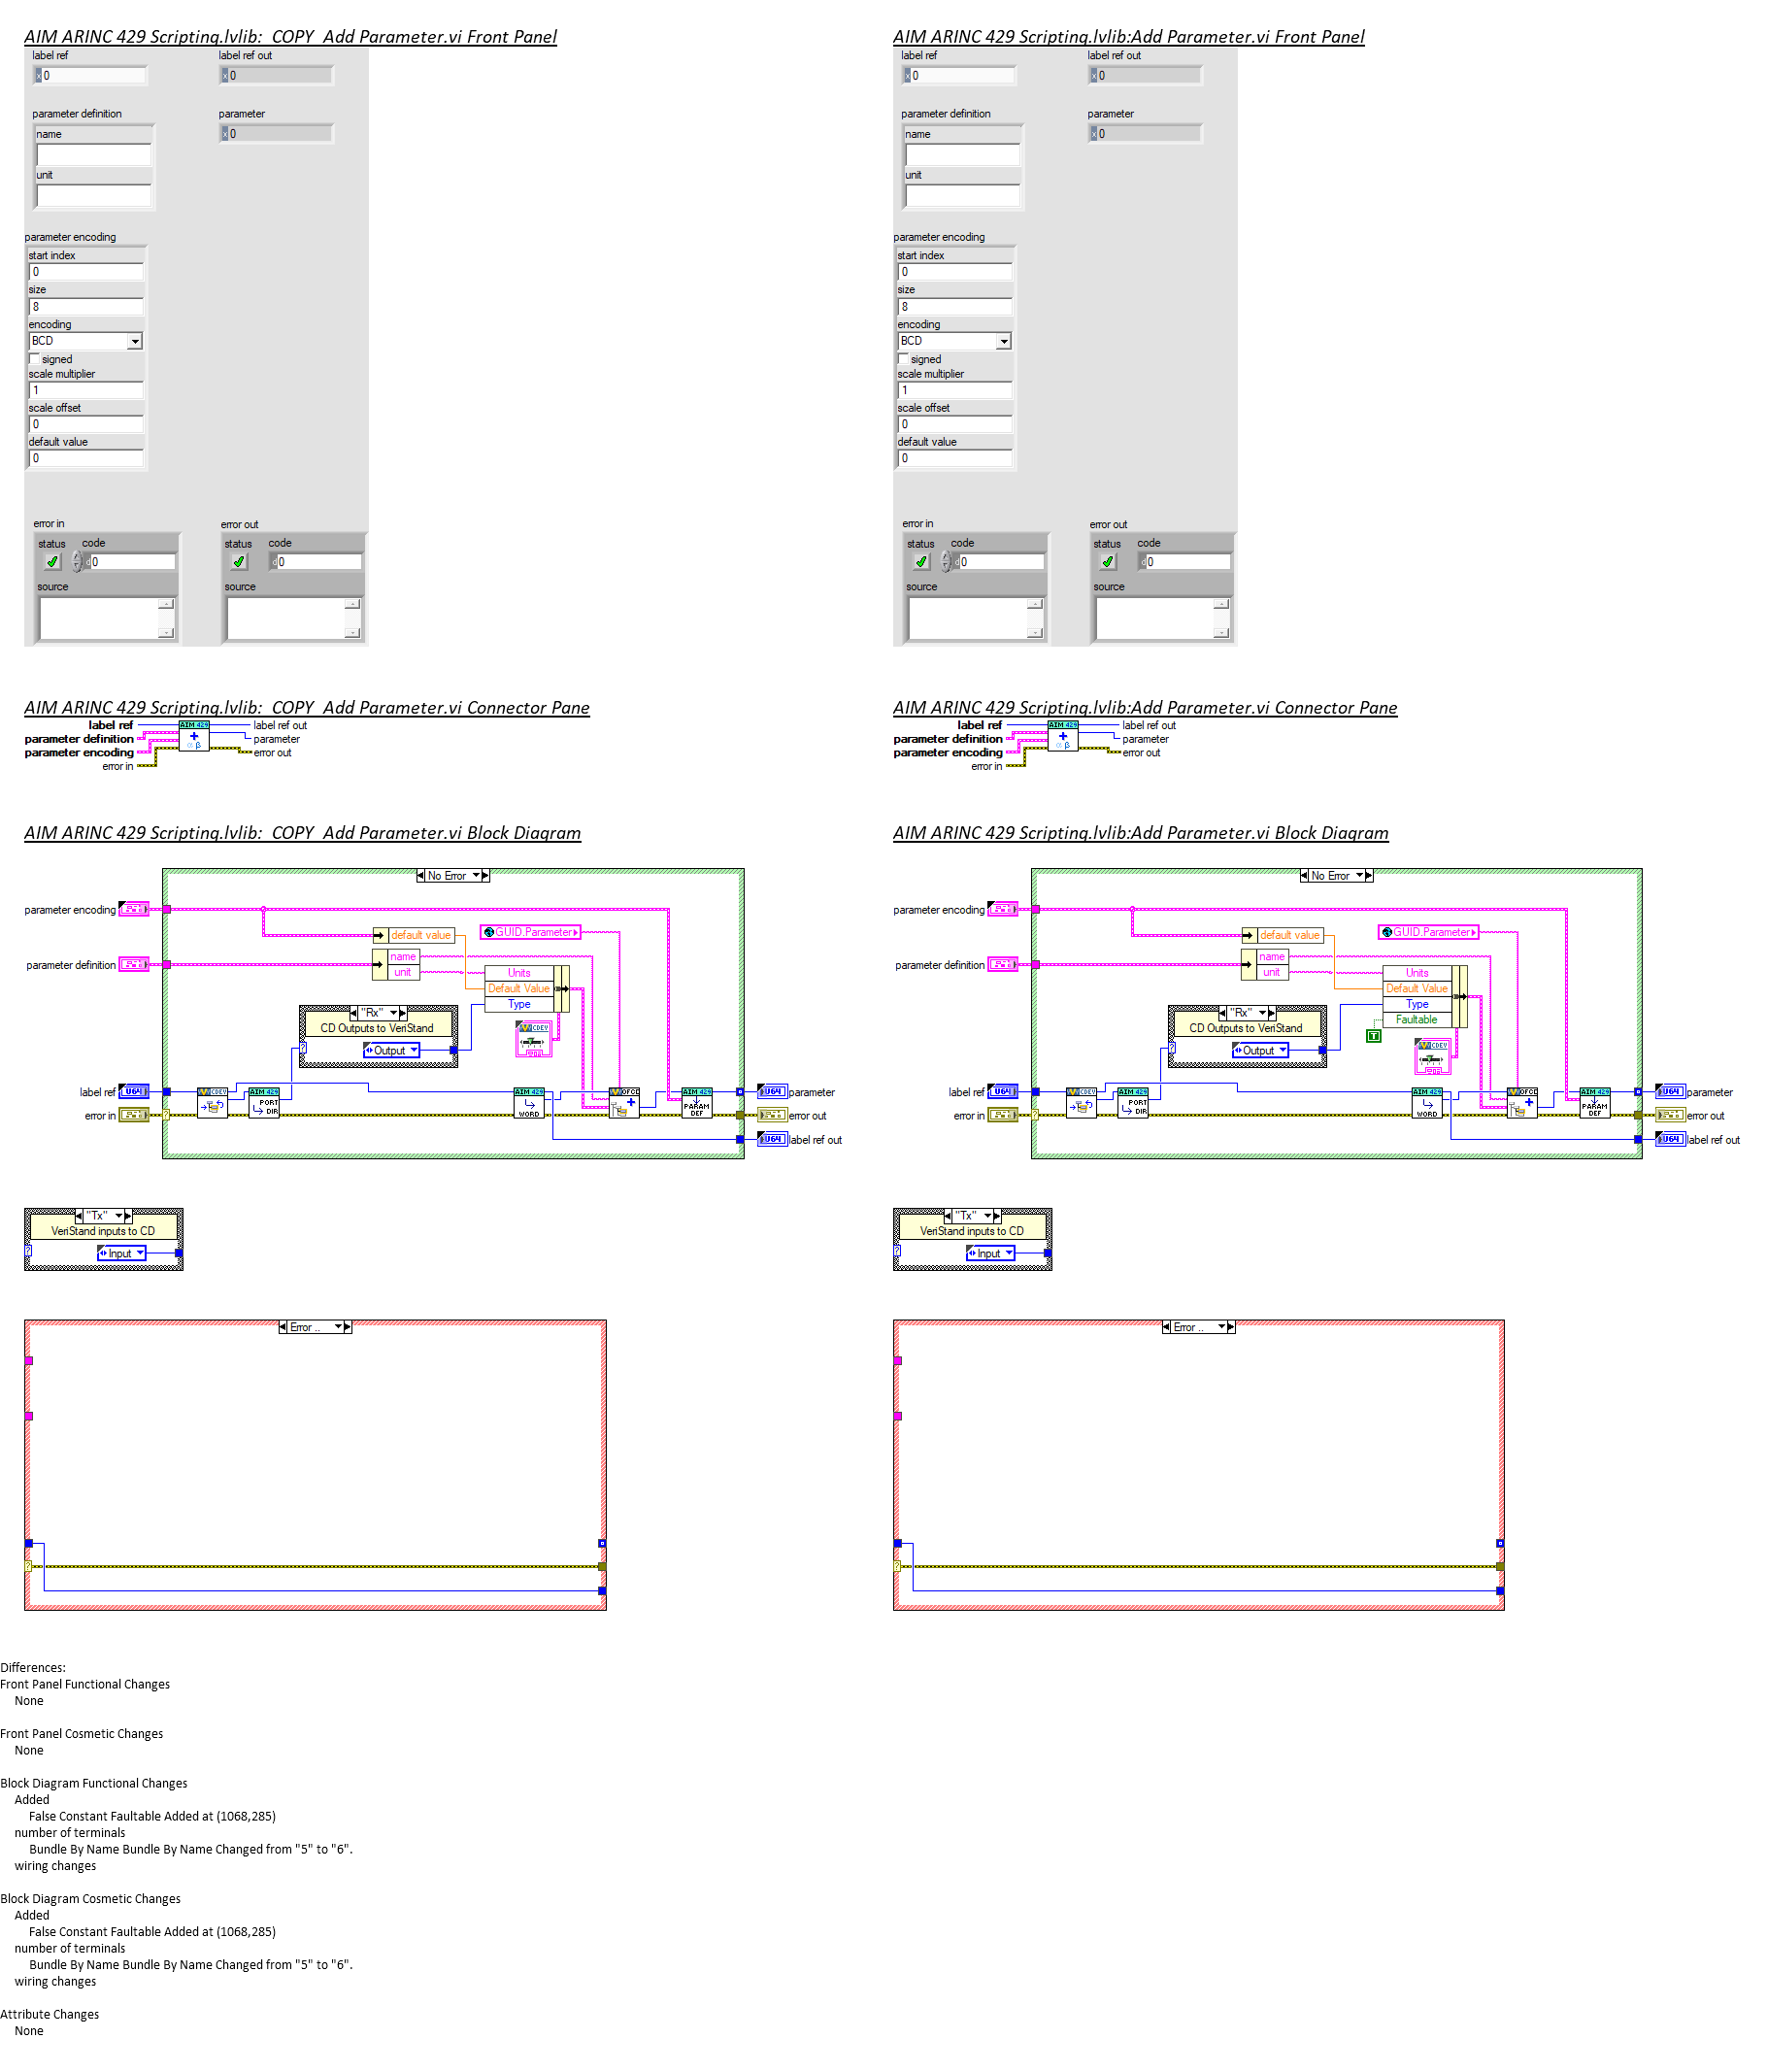 AIM ARINC 429 Scripting.lvlib:  COPY  Add Parameter.vi Front Panel
label ref
x 0
label ref out
x 0
parameter definition
name
unit
parameter
x 0
parameter encoding
start index
0
size
8
encoding
BCD
signed
scale multiplier
1
scale offset
0
default value
0
error in
status
code
d 0
source
error out
status
code
d 0
source
AIM ARINC 429 Scripting.lvlib:Add Parameter.vi Front Panel
label ref
x 0
label ref out
x 0
parameter definition
name
unit
parameter
x 0
parameter encoding
start index
0
size
8
encoding
BCD
signed
scale multiplier
1
scale offset
0
default value
0
error in
status
code
d 0
source
error out
status
code
d 0
source
AIM ARINC 429 Scripting.lvlib:  COPY  Add Parameter.vi Connector Pane
label ref
parameter definition
parameter encoding
error in
AIM 429
+
α β
label ref out
parameter
error out
AIM ARINC 429 Scripting.lvlib:Add Parameter.vi Connector Pane
label ref
parameter definition
parameter encoding
error in
AIM 429
+
α β
label ref out
parameter
error out
AIM ARINC 429 Scripting.lvlib:  COPY  Add Parameter.vi Block Diagram
No Error
parameter encoding
default value
GUID.Parameter
parameter definition
name
unit
Units
Default Value
Type
"Rx"
CD Outputs to VeriStand
Output
CDEV
label ref
U64
error in
CDEV
AIM 429
PORT
DIR
AIM 429
WORD
AIM 429
PARAM
DEF
U64
parameter
error out
U64
label ref out
"Tx"
VeriStand inputs to CD
Input
Error ..
AIM ARINC 429 Scripting.lvlib:Add Parameter.vi Block Diagram
No Error
parameter encoding
default value
GUID.Parameter
parameter definition
name
unit
Units
Default Value
Type
Faultable
T
"Rx"
CD Outputs to VeriStand
Output
CDEV
label ref
U64
error in
CDEV
AIM 429
PORT
DIR
AIM 429
WORD
AIM 429
PARAM
DEF
U64
parameter
error out
U64
label ref out
"Tx"
VeriStand inputs to CD
Input
Error ..
Differences:
Front Panel Functional Changes
None
Front Panel Cosmetic Changes
None
Block Diagram Functional Changes
Added
False Constant Faultable Added at (1068,285)
number of terminals
Bundle By Name Bundle By Name Changed from "5" to "6".
wiring changes
Block Diagram Cosmetic Changes
Added
False Constant Faultable Added at (1068,285)
number of terminals
Bundle By Name Bundle By Name Changed from "5" to "6".
wiring changes
Attribute Changes
None